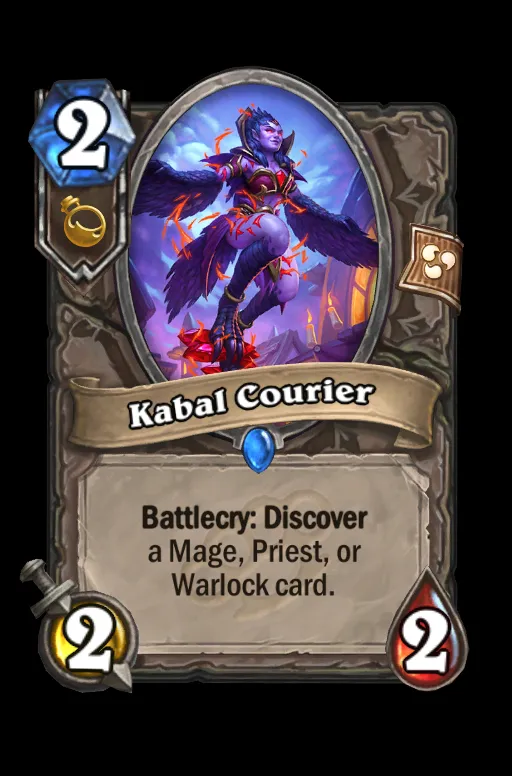 2
Kabal Courier
Battlecry: Discover
a Mage, Priest, or
Warlock card.
2
2